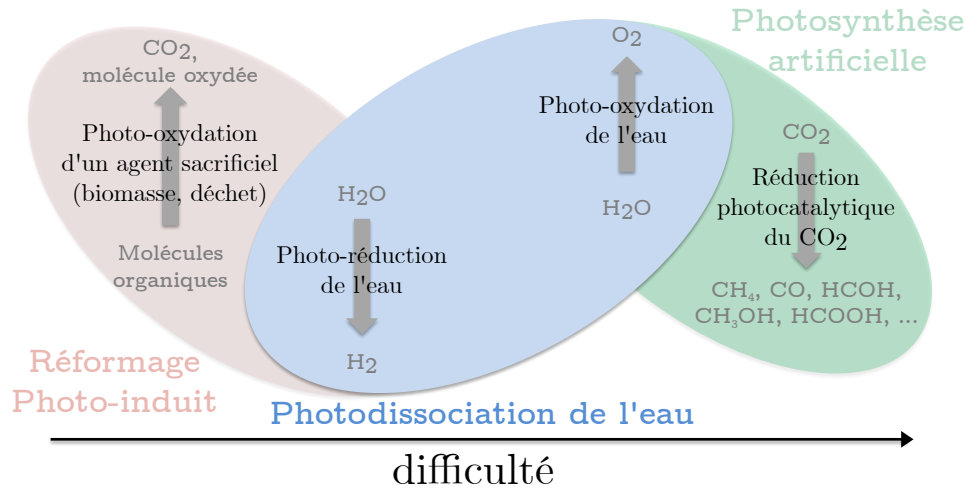 CO2,
molécule oxydée
Photo-oxydation
d'un agent sacrificiel
(biomasse, déchet)
Molécules
organiques
Réformage
Photo-induit
H2O
Photo-réduction
de l'eau
H2
O2
Photo-oxydation
de l'eau
H2O
Photodissociation de l'eau
Photosynthèse
artificielle
CO2
Réduction
photocatalytique
du CO2
CH4, CO, HCOH,
CH3OH, HCOOH, ...
difficulté